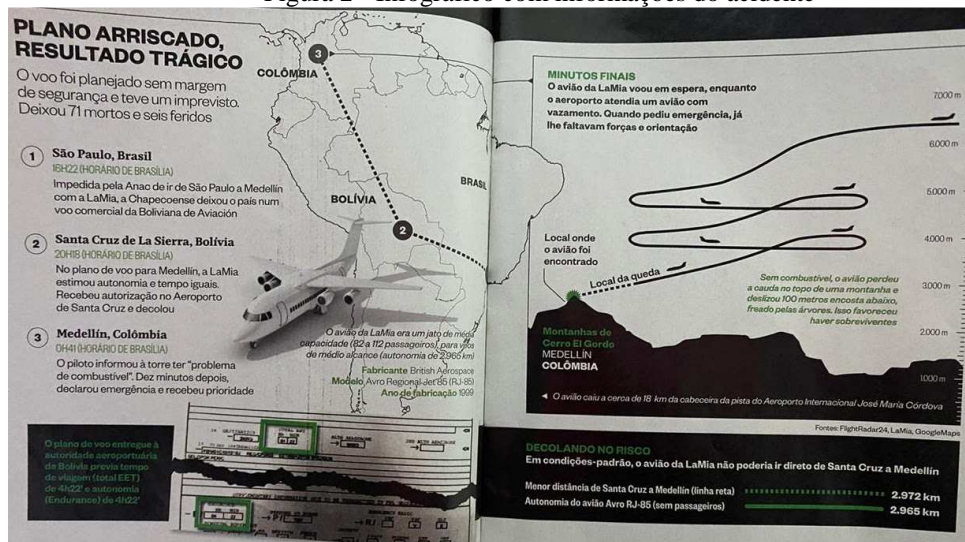 Figura 2 - Infográfico com informações do acidente
PLANO ARRISCADO,
RESULTADO TRÁGICO
O voo foi planejado sem margem
de segurança e teve um imprevisto.
Deixou 71 mortos e seis feridos
1 São Paulo, Brasil
18H22 (HORÁRIO DE BRASÍLIA)
Impedida pela Anac de ir de São Paulo a Medellín
com a LaMia, a Chapecoense deixou o país num
voo comercial da Boliviana de Aviación
2 Santa Cruz de La Sierra, Bolívia
20H18 (HORÁRIO DE BRASÍLIA)
No plano de voo para Medellín, a LaMia
estimou autonomia e tempo iguais.
Recebeu autorização no Aeroporto
de Santa Cruz e decolou
3 Medellín, Colômbia
0H41 (HORÁRIO DE BRASÍLIA)
O piloto informou à torre ter "problema
de combustível". Dez minutos depois,
declarou emergência e recebeu prioridade
3
COLÔMBIA
BRASIL
BOLÍVIA
2
O avião da LaMia era um jato de média
capacidade (82 a 112 passageiros), para voos
de médio alcance (autonomia de 2.965 km)
Fabricante British Aerospace
Modelo Avro Regional Jet 85 (RJ-85)
Ano de fabricação 1999
O plano de voo entregue à
autoridade aeroportuária
da Bolívia previa tempo
de viagem (total EET)
de 4h22' e autonomia
(Endurance) de 4h22'
MINUTOS FINAIS
O avião da LaMia voou em espera, enquanto
o aeroporto atendia um avião com
vazamento. Quando pediu emergência, já
lhe faltavam forças e orientação
7.000 m
6.000 m
5.000 m
4.000 m
3.000 m
2.000 m
1.000 m
Local onde
o avião foi
encontrado
Local da queda
Sem combustível, o avião perdeu
a cauda no topo de uma montanha e
deslizou 100 metros encosta abaixo,
freado pelas árvores. Isso favoreceu
haver sobreviventes
Montanhas de
Cerro El Gordo
MEDELLÍN
COLÔMBIA
O avião caiu a cerca de 18 km da cabeceira da pista do Aeroporto Internacional José María Córdova
Fontes: FlightRadar24, LaMia, GoogleMaps
DECOLANDO NO RISCO
Em condições-padrão, o avião da LaMia não poderia ir direto de Santa Cruz a Medellín
Menor distância de Santa Cruz a Medellín (linha reta) 2.972 km
Autonomia do avião Avro RJ-85 (sem passageiros) 2.965 km